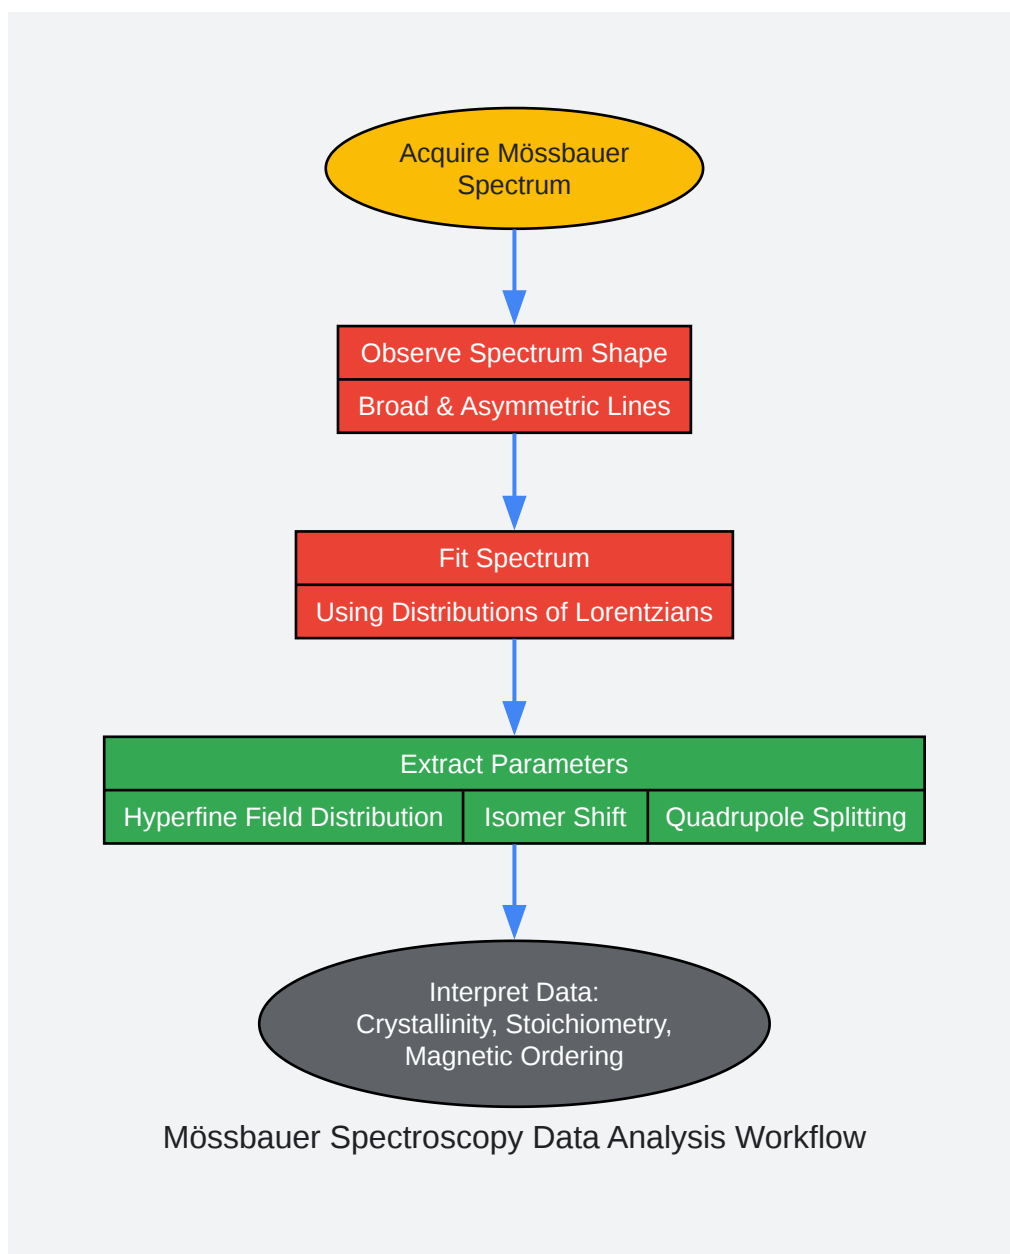 Acquire Mössbauer
Spectrum
Observe Spectrum Shape
Broad & Asymmetric Lines
Fit Spectrum
Using Distributions of Lorentzians
Extract Parameters
Hyperfine Field Distribution
Isomer Shift
Quadrupole Splitting
Interpret Data:
Crystallinity, Stoichiometry,
Magnetic Ordering
Mössbauer Spectroscopy Data Analysis Workflow